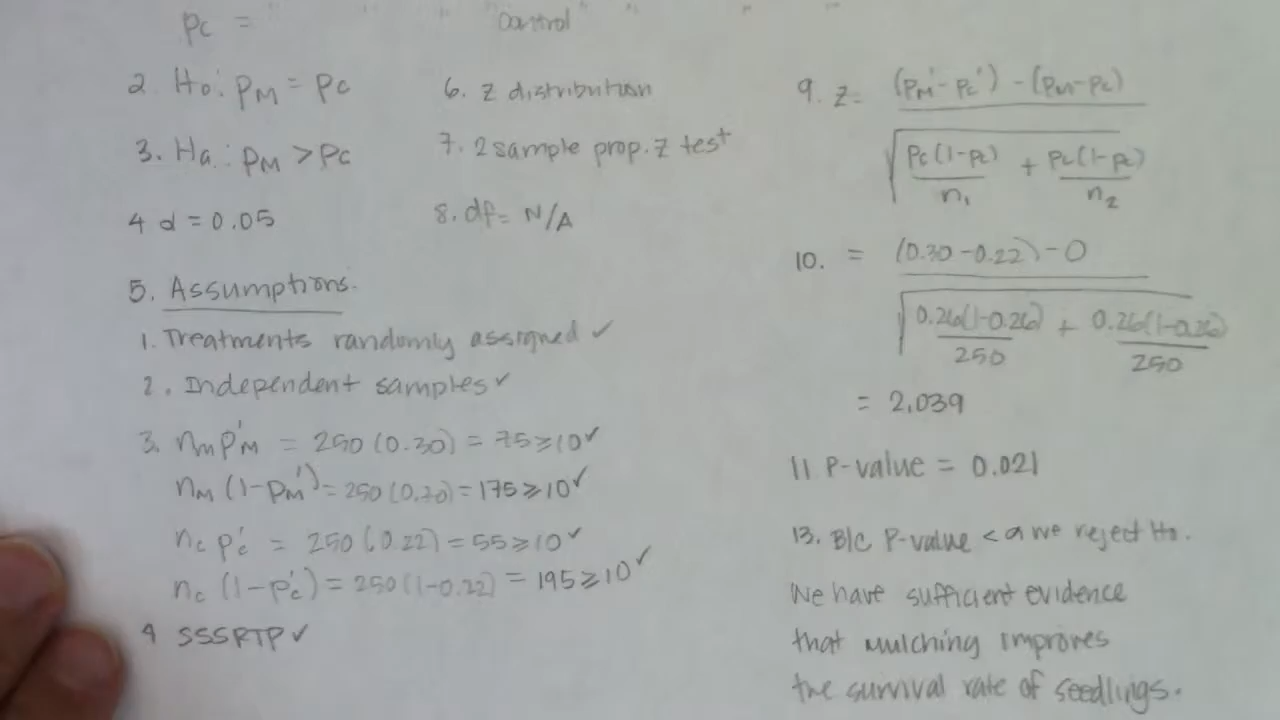 pc = " " " " control " "
2. Ho: pM = pc
3. Ha: pM > pc
4 α = 0.05
5. Assumptions.
1. Treatments randomly assigned ✓
2. Independent samples ✓
3. nM p'M = 250 (0.30) = 75 ≥ 10 ✓
nM (1-pM') = 250 (0.70) = 175 ≥ 10 ✓
nc p'c = 250 (0.22) = 55 ≥ 10 ✓
nc (1-p'c) = 250 (1-0.22) = 195 ≥ 10 ✓
4 SSSRTP ✓
6. z distribution
7. 2 sample prop. z test
8. df = N/A
9. z = (pM' - pc') - (pM - pc)
√ pc(1-pc) + pc(1-pc)
n1 n2
10. = (0.30 - 0.22) - 0
√ 0.26(1-0.26) + 0.26(1-0.26)
250 250
= 2.039
11 P-value = 0.021
13. B/c P-value < α we reject Ho.
We have sufficient evidence
that mulching improves
the survival rate of seedlings.